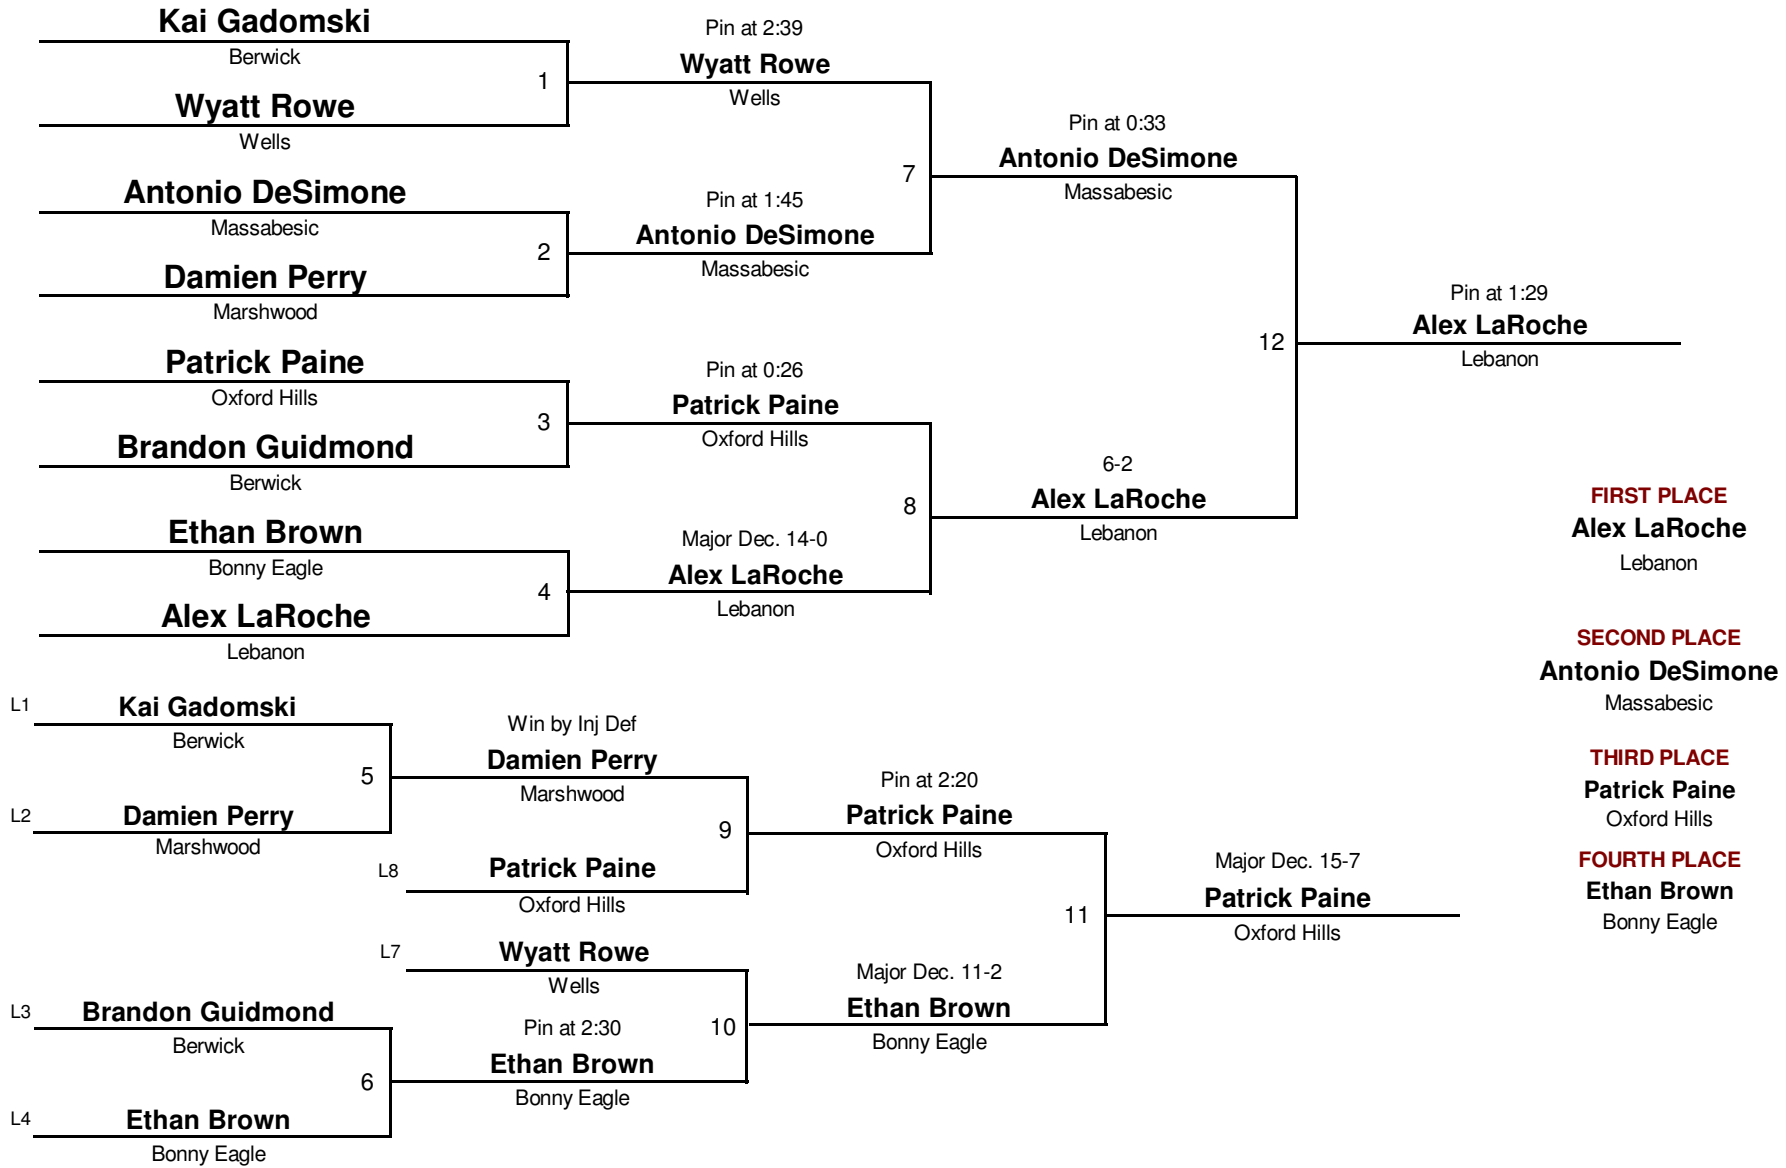 Kai Gadomski
Berwick
1
Wyatt Rowe
Wells
Pin at 2:39
Wyatt Rowe
Wells
Antonio DeSimone
Massabesic
2
Damien Perry
Marshwood
Pin at 1:45
Antonio DeSimone
Massabesic
7
Pin at 0:33
Antonio DeSimone
Massabesic
Patrick Paine
Oxford Hills
3
Brandon Guidmond
Berwick
Pin at 0:26
Patrick Paine
Oxford Hills
Ethan Brown
Bonny Eagle
4
Alex LaRoche
Lebanon
Major Dec. 14-0
Alex LaRoche
Lebanon
8
6-2
Alex LaRoche
Lebanon
12
Pin at 1:29
Alex LaRoche
Lebanon
FIRST PLACE
Alex LaRoche
Lebanon
SECOND PLACE
Antonio DeSimone
Massabesic
THIRD PLACE
Patrick Paine
Oxford Hills
FOURTH PLACE
Ethan Brown
Bonny Eagle
L1
Kai Gadomski
Berwick
5
L2
Damien Perry
Marshwood
Win by Inj Def
Damien Perry
Marshwood
9
L8
Patrick Paine
Oxford Hills
Pin at 2:20
Patrick Paine
Oxford Hills
L7
Wyatt Rowe
Wells
L3
Brandon Guidmond
Berwick
6
L4
Ethan Brown
Bonny Eagle
Pin at 2:30
Ethan Brown
Bonny Eagle
10
Major Dec. 11-2
Ethan Brown
Bonny Eagle
11
Major Dec. 15-7
Patrick Paine
Oxford Hills